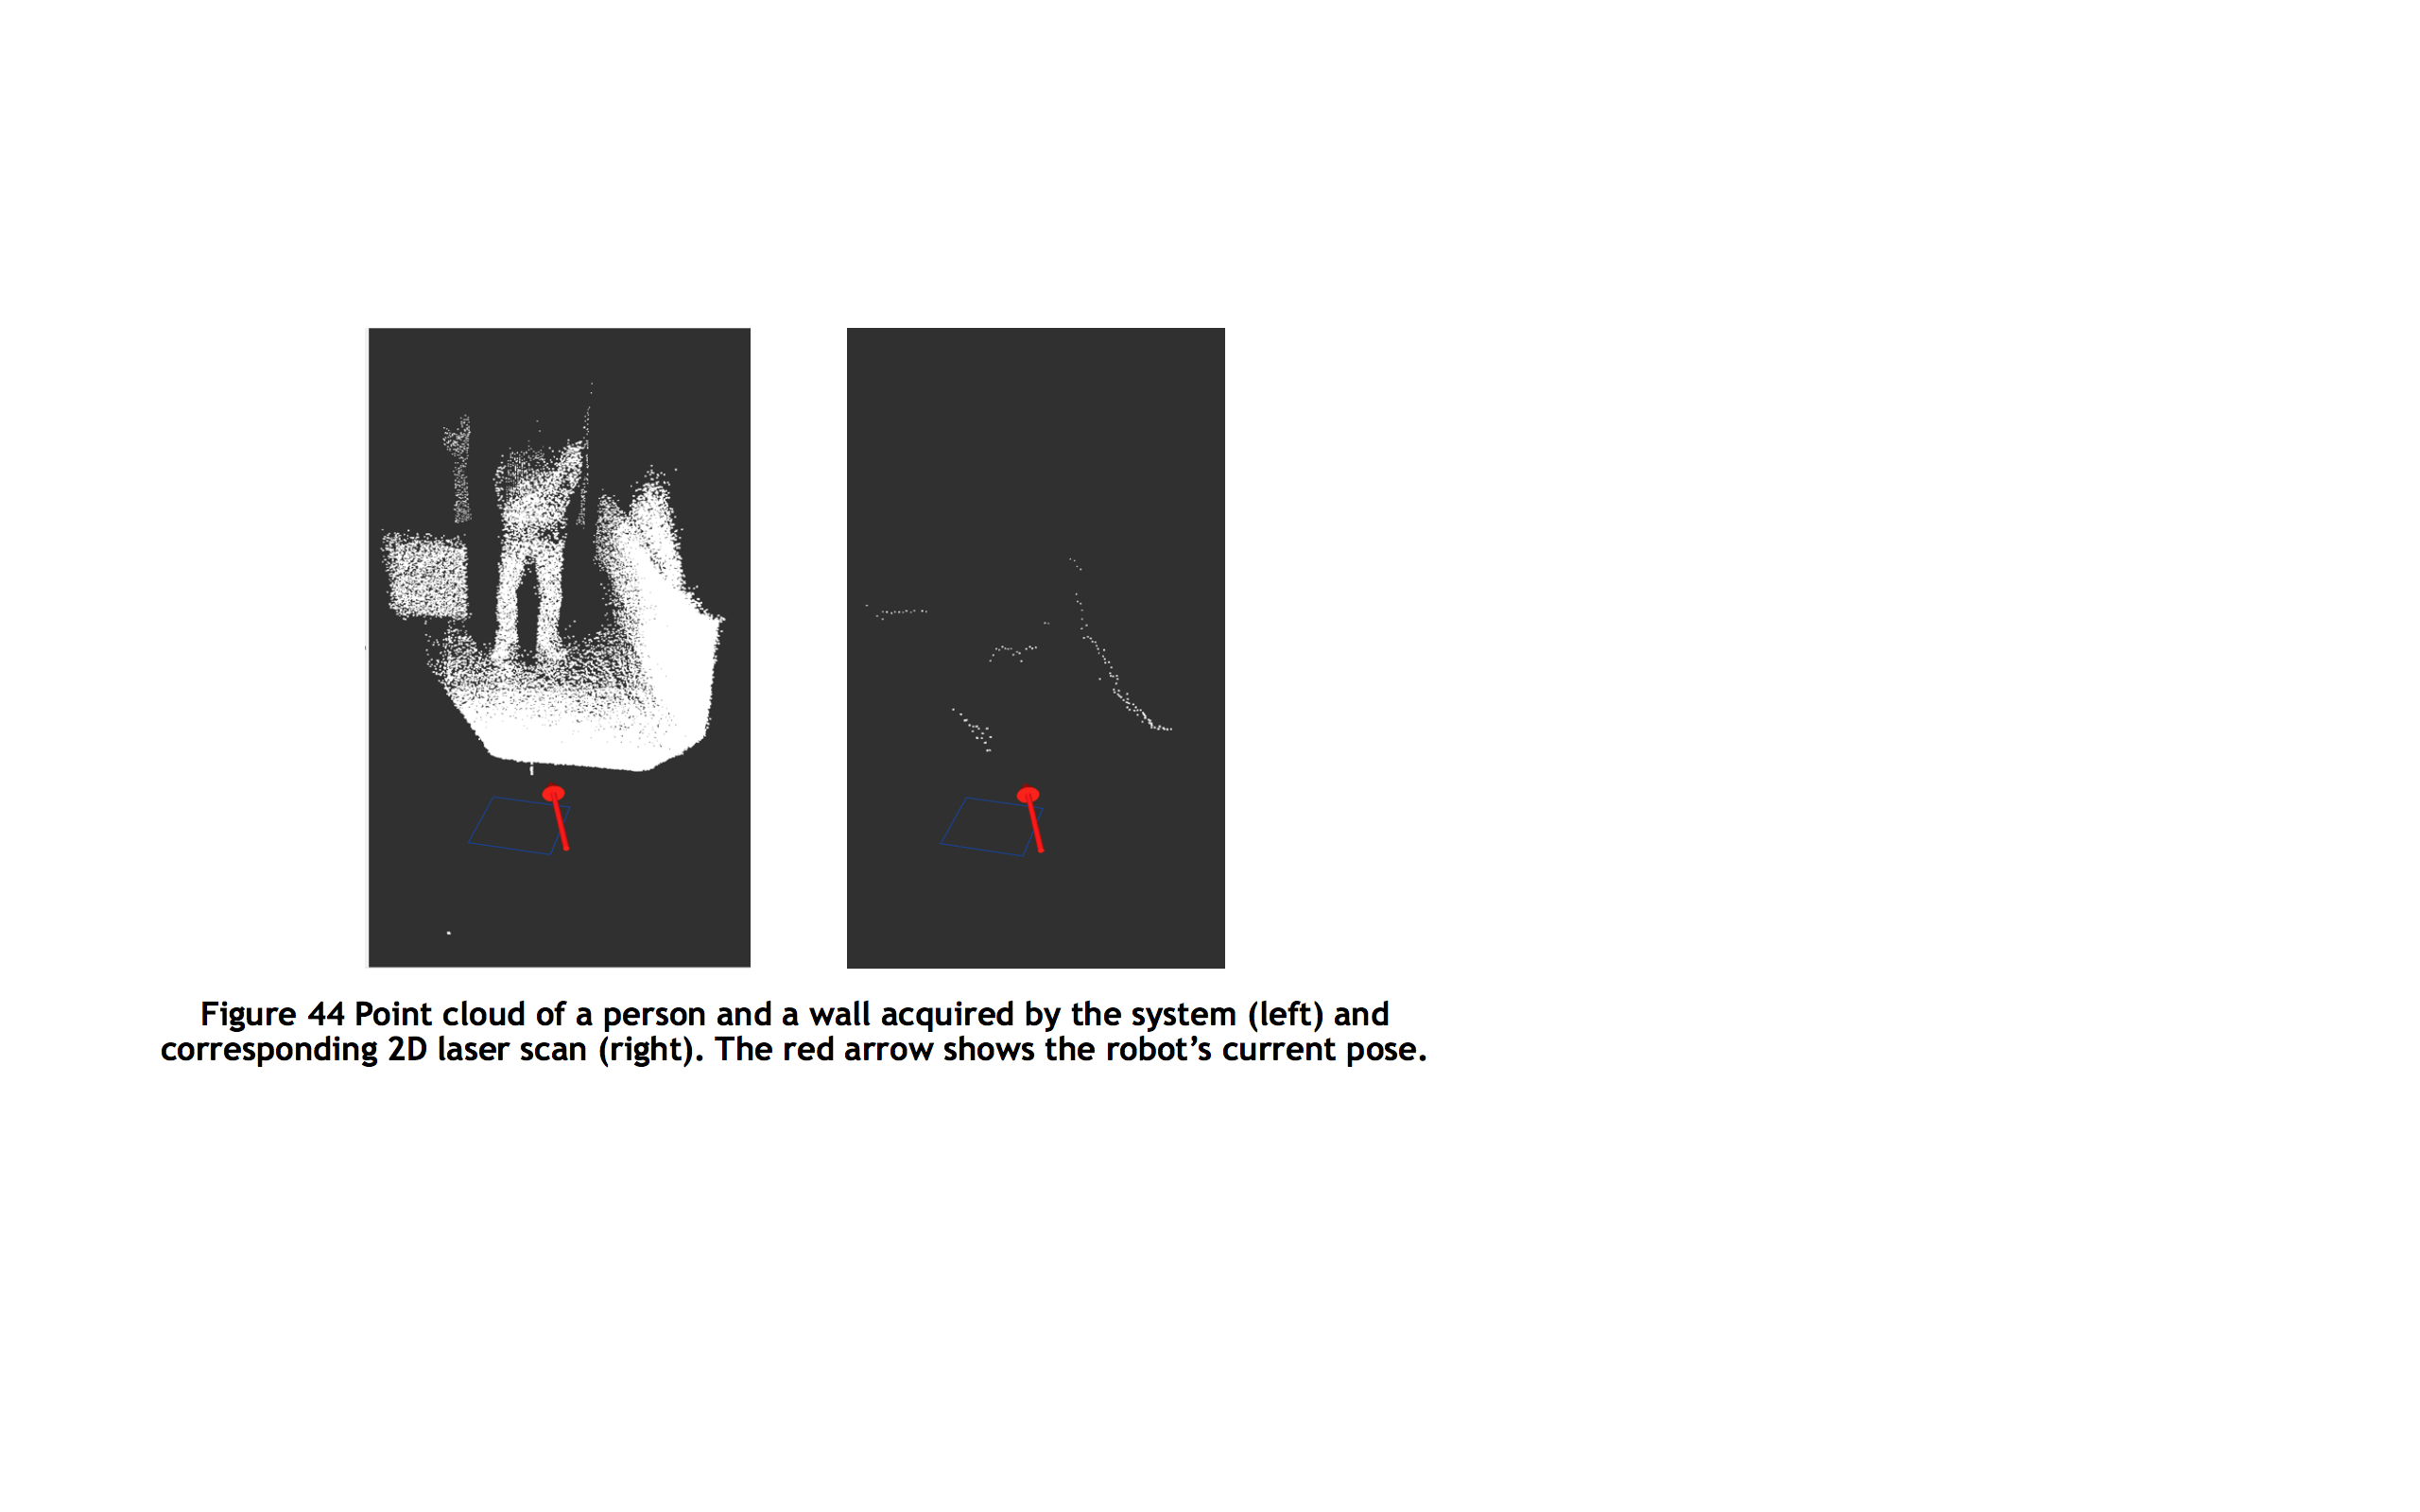 Figure 44 Point cloud of a person and a wall acquired by the system (left) and
corresponding 2D laser scan (right). The red arrow shows the robot’s current pose.